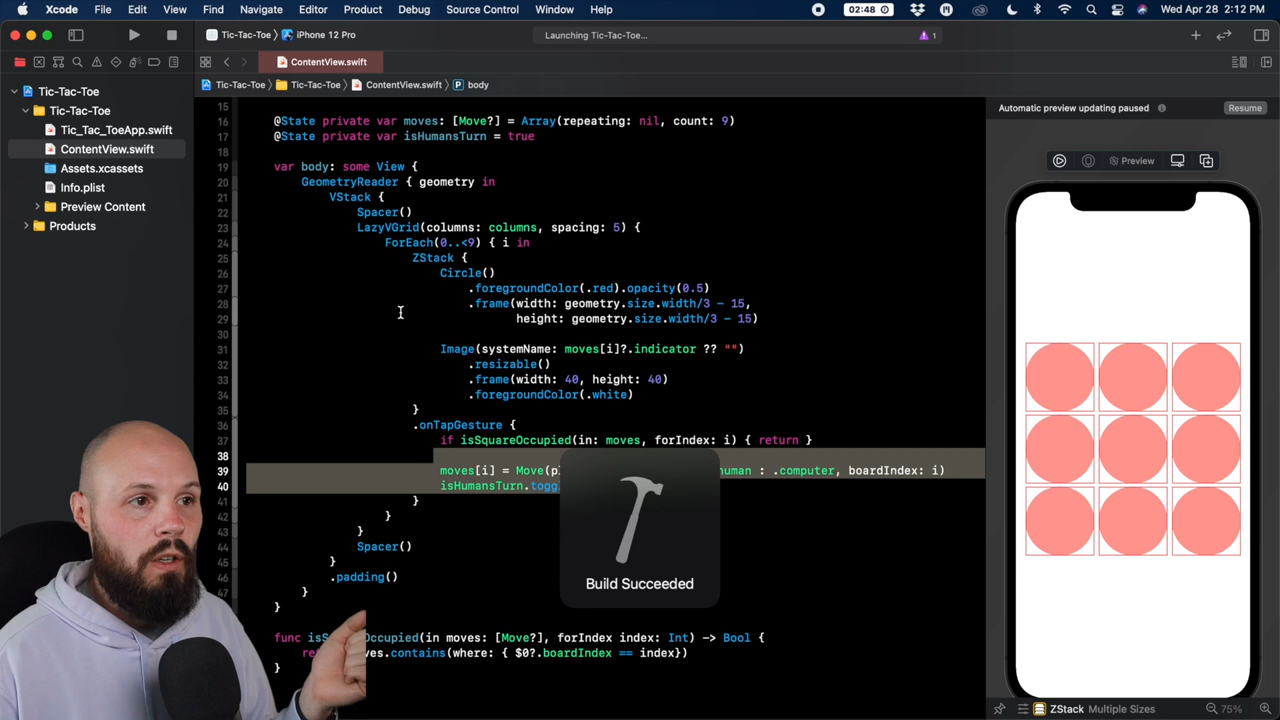 Xcode File Edit View Find Navigate Editor Product Debug Source Control Window Help 02:48 Wed Apr 28 2:12 PM
Tic-Tac-Toe iPhone 12 Pro Launching Tic-Tac-Toe... 1
ContentView.swift
Tic-Tac-Toe Tic-Tac-Toe ContentView.swift P body
Tic-Tac-Toe
Tic-Tac-Toe
Tic_Tac_ToeApp.swift
ContentView.swift
Assets.xcassets
Info.plist
Preview Content
Products
15
16 @State private var moves: [Move?] = Array(repeating: nil, count: 9)
17 @State private var isHumansTurn = true
18
19 var body: some View {
20 GeometryReader { geometry in
21 VStack {
22 Spacer()
23 LazyVGrid(columns: columns, spacing: 5) {
24 ForEach(0..<9) { i in
25 ZStack {
26 Circle()
27 .foregroundColor(.red).opacity(0.5)
28 .frame(width: geometry.size.width/3 - 15,
29 height: geometry.size.width/3 - 15)
30
31 Image(systemName: moves[i]?.indicator ?? "")
32 .resizable()
33 .frame(width: 40, height: 40)
34 .foregroundColor(.white)
35 }
36 .onTapGesture {
37 if isSquareOccupied(in: moves, forIndex: i) { return }
38
39 moves[i] = Move( : .computer, boardIndex: i)
40 isHumansTurn.
41 }
42 }
43 }
44 Spacer()
45 }
46 .padding()
47 }
}
func in moves: [Move?], forIndex index: Int) -> Bool {
.contains(where: { $0?.boardIndex == index})
}
Build Succeeded
Automatic preview updating paused Resume
Preview
ZStack Multiple Sizes 75%